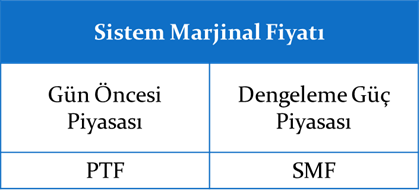 Sistem Marjinal Fiyatı
Gün Öncesi
Piyasası
Dengeleme Güç
Piyasası
PTF
SMF